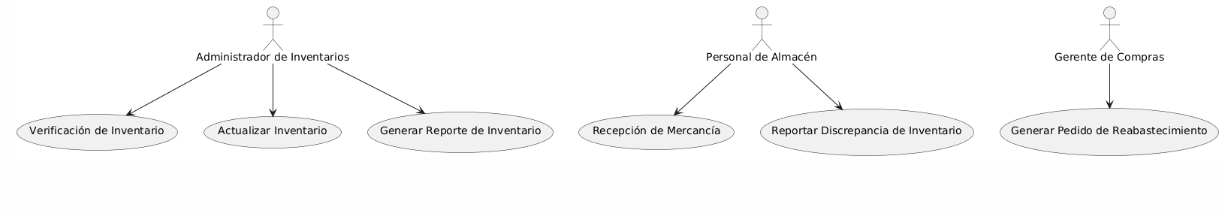 Administrador de Inventarios
Personal de Almacén
Gerente de Compras
Verificación de Inventario
Actualizar Inventario
Generar Reporte de Inventario
Recepción de Mercancía
Reportar Discrepancia de Inventario
Generar Pedido de Reabastecimiento